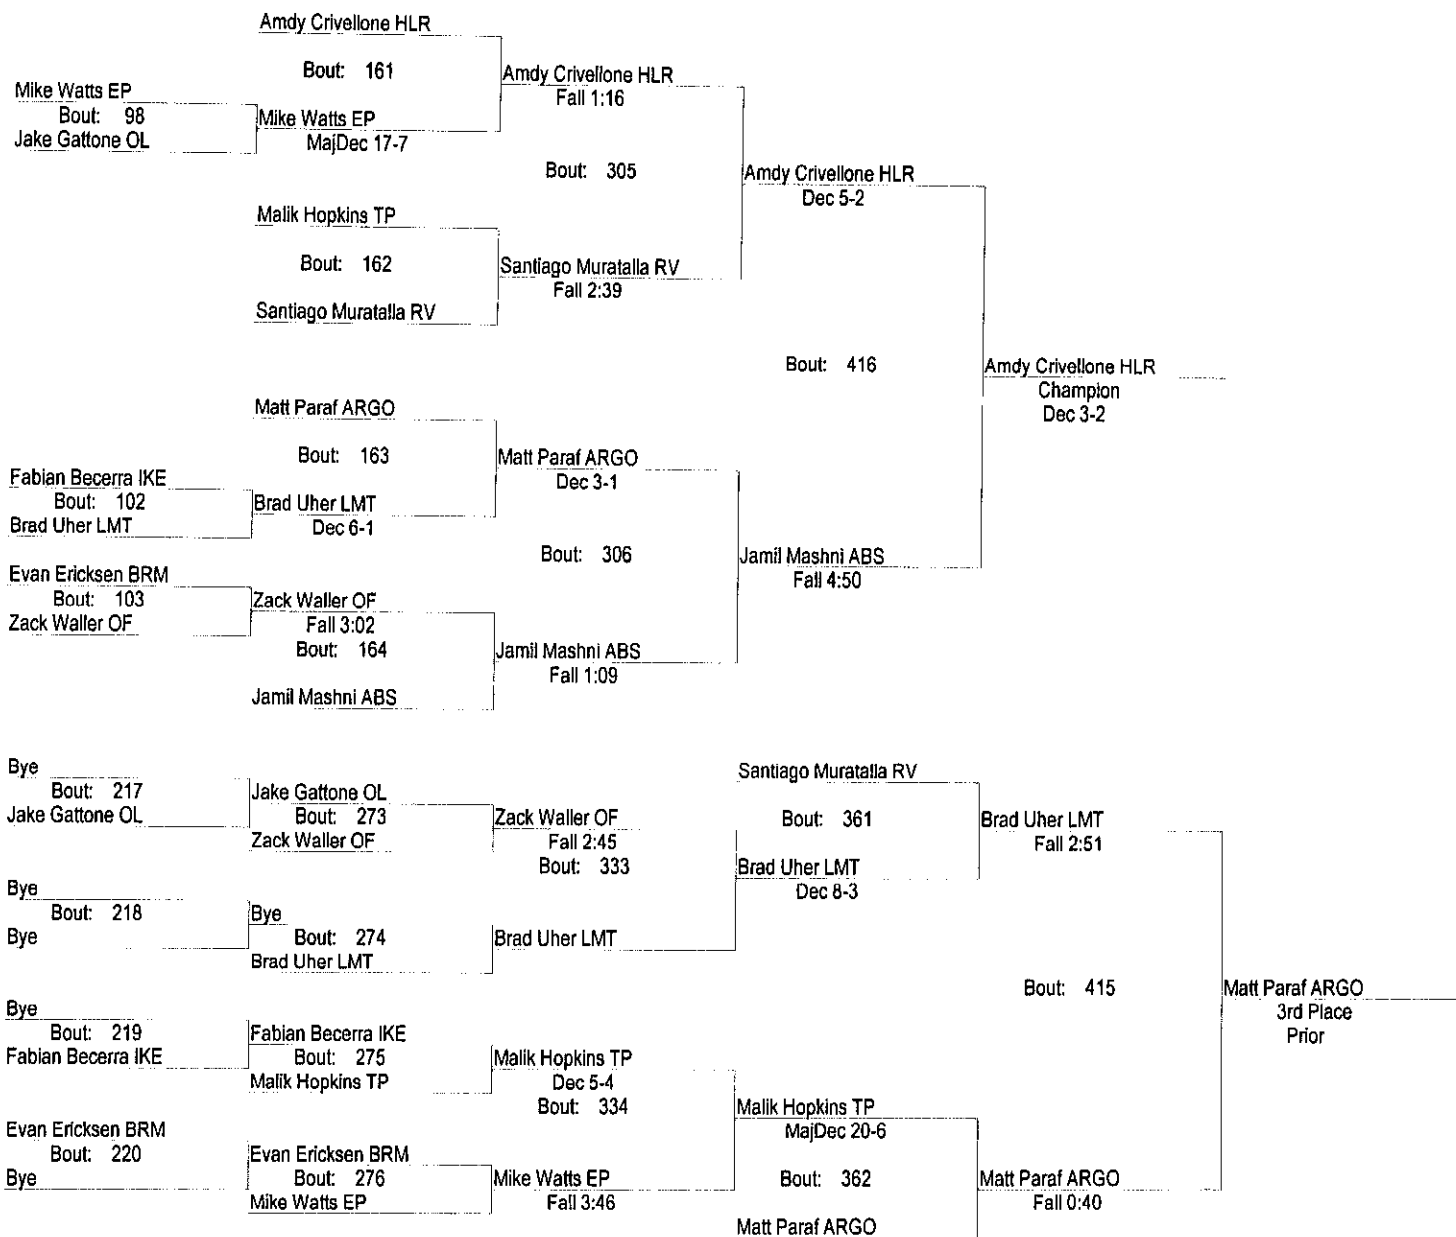 Amdy Crivellone HLR
Bout: 161
Amdy Crivellone HLR
Fall 1:16
Mike Watts EP
Bout: 98
Jake Gattone OL
Mike Watts EP
MajDec 17-7
Bout: 305
Amdy Crivellone HLR
Dec 5-2
Malik Hopkins TP
Bout: 162
Santiago Muratalla RV
Fall 2:39
Santiago Muratalla RV
Bout: 416
Amdy Crivellone HLR
Champion
Dec 3-2
Matt Paraf ARGO
Bout: 163
Matt Paraf ARGO
Dec 3-1
Fabian Becerra IKE
Bout: 102
Brad Uher LMT
Brad Uher LMT
Dec 6-1
Bout: 306
Jamil Mashni ABS
Fall 4:50
Evan Ericksen BRM
Bout: 103
Zack Waller OF
Zack Waller OF
Fall 3:02
Bout: 164
Jamil Mashni ABS
Fall 1:09
Jamil Mashni ABS
Bye
Bout: 217
Jake Gattone OL
Jake Gattone OL
Bout: 273
Zack Waller OF
Zack Waller OF
Fall 2:45
Bout: 333
Santiago Muratalla RV
Bout: 361
Brad Uher LMT
Dec 8-3
Brad Uher LMT
Fall 2:51
Bye
Bout: 218
Bye
Bye
Bout: 274
Brad Uher LMT
Brad Uher LMT
Bout: 415
Matt Paraf ARGO
3rd Place
Prior
Bye
Bout: 219
Fabian Becerra IKE
Fabian Becerra IKE
Bout: 275
Malik Hopkins TP
Malik Hopkins TP
Dec 5-4
Bout: 334
Malik Hopkins TP
MajDec 20-6
Bout: 362
Matt Paraf ARGO
Matt Paraf ARGO
Fall 0:40
Evan Ericksen BRM
Bout: 220
Bye
Evan Ericksen BRM
Bout: 276
Mike Watts EP
Mike Watts EP
Fall 3:46